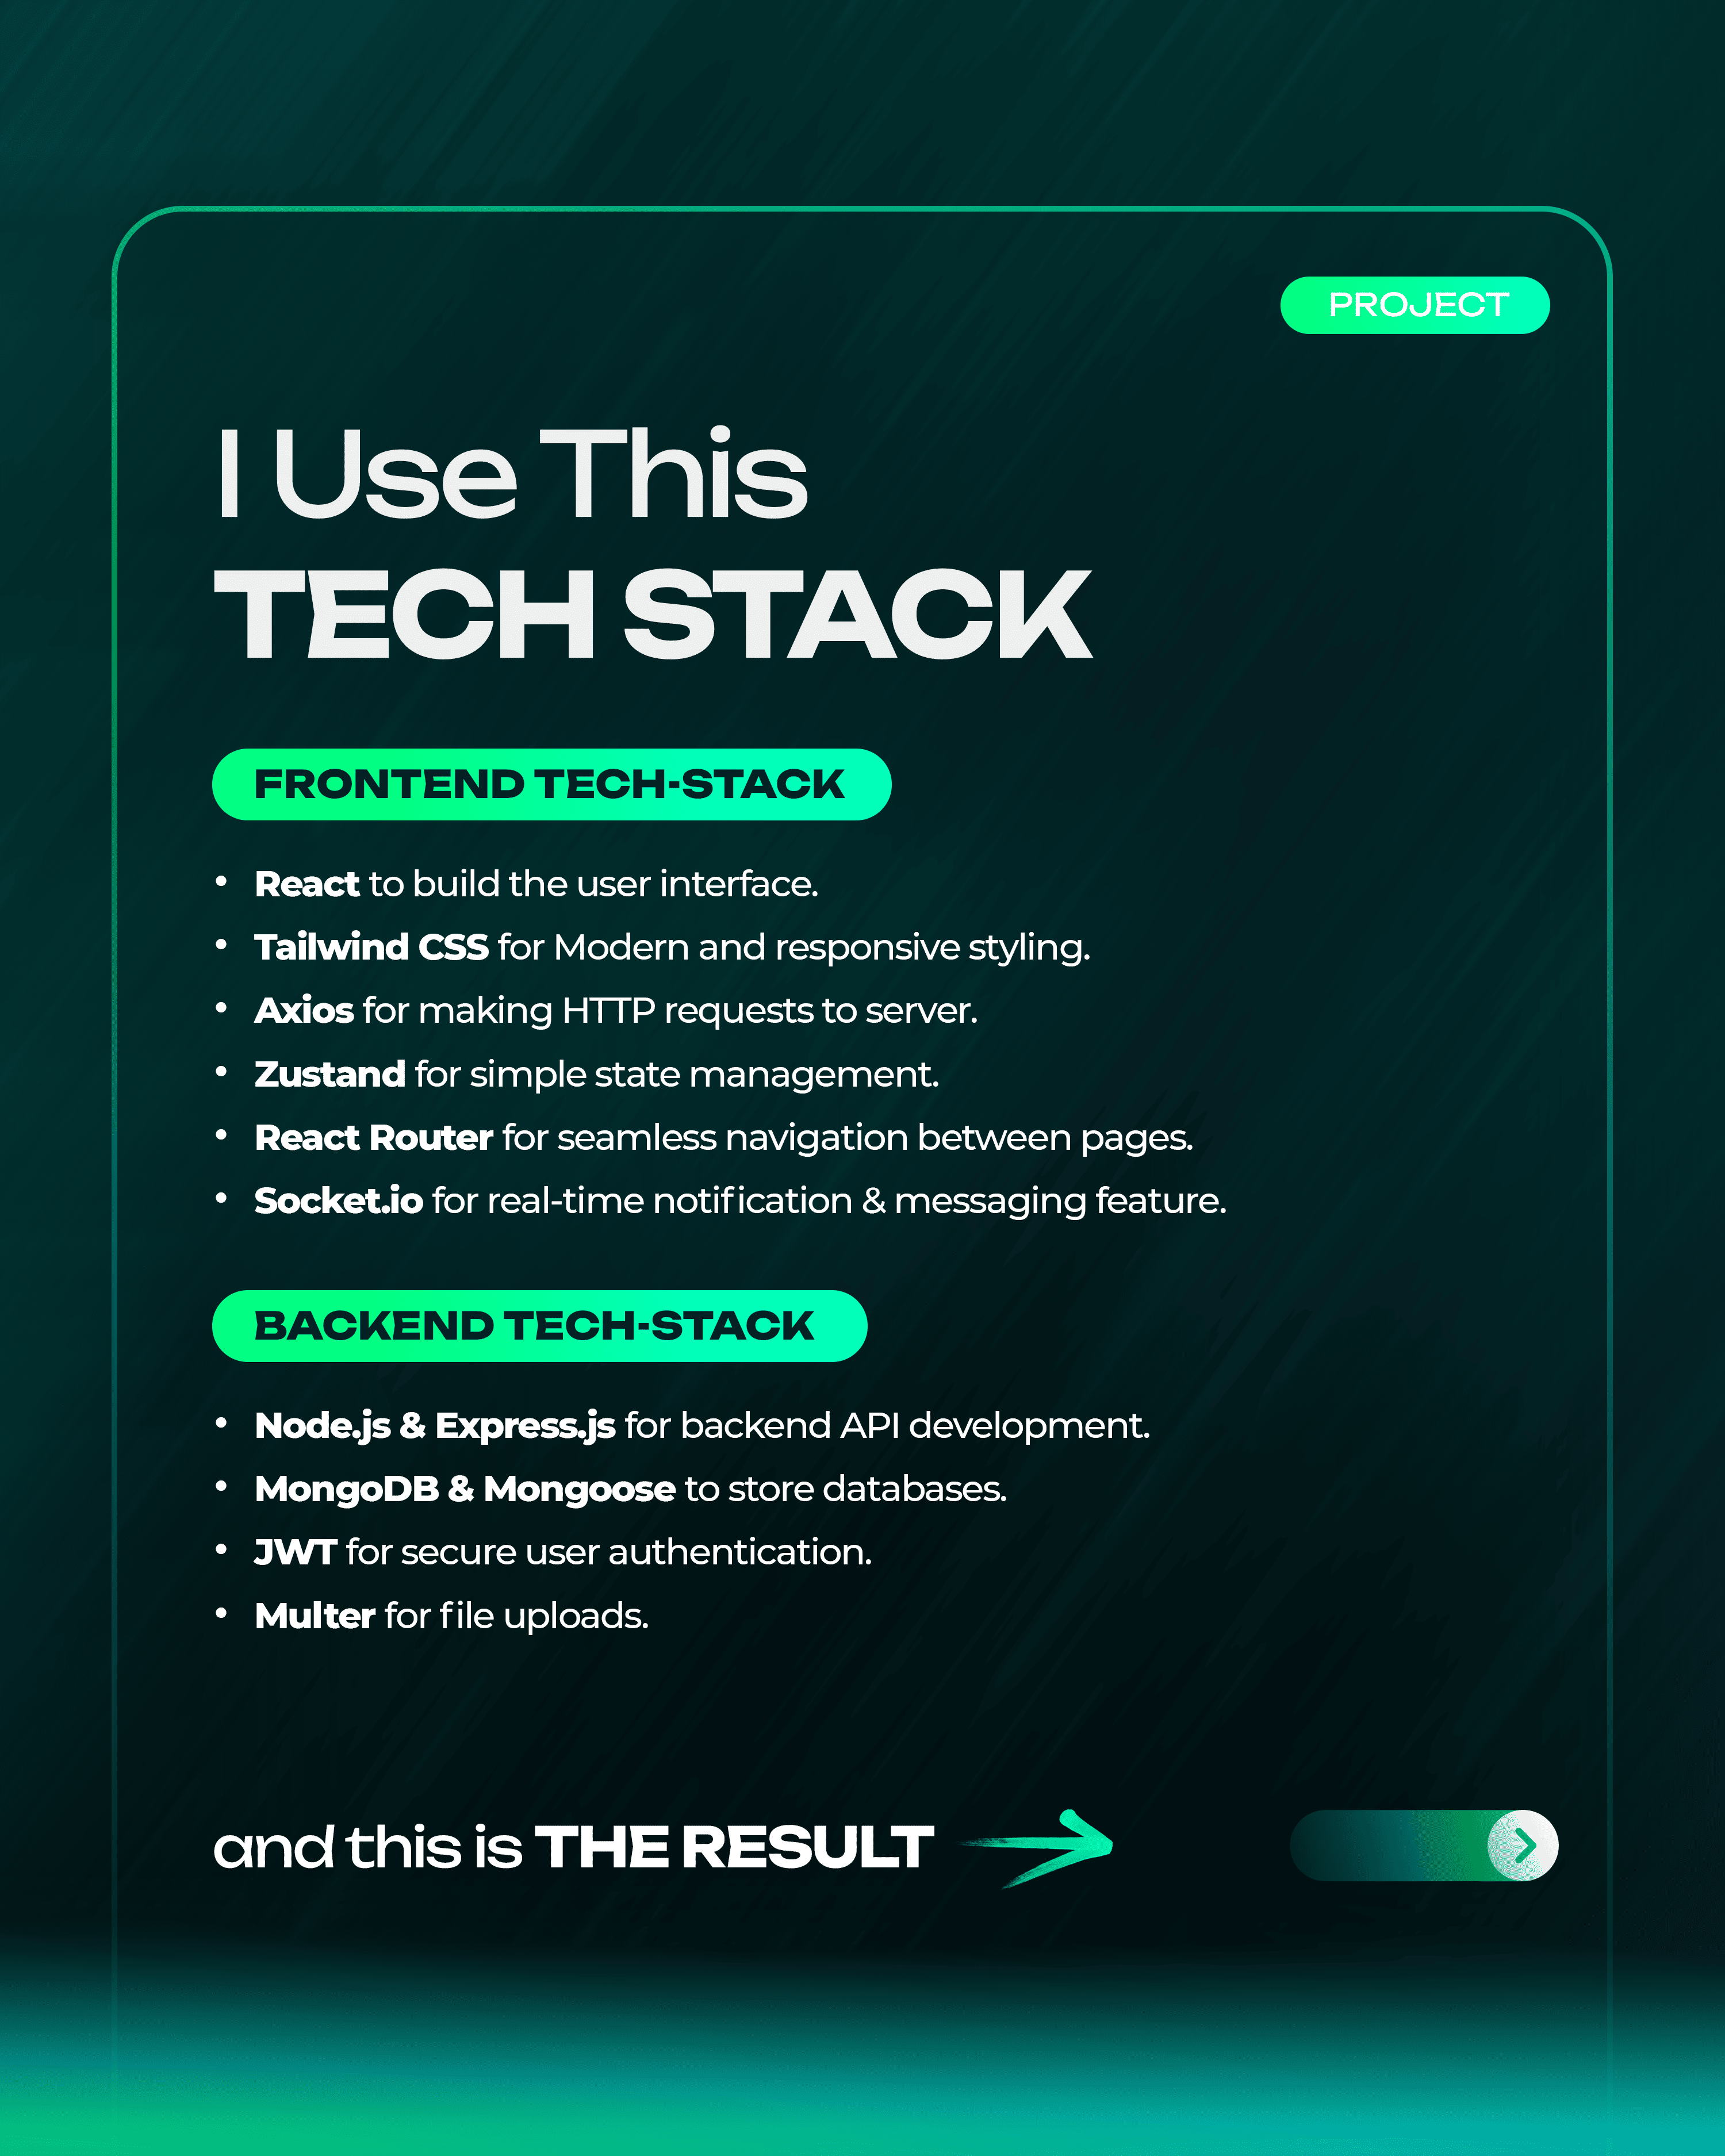 PROJECT
I Use This
TECH STACK
FRONTEND TECH-STACK
• React to build the user interface.
• Tailwind CSS for Modern and responsive styling.
• Axios for making HTTP requests to server.
• Zustand for simple state management.
• React Router for seamless navigation between pages.
• Socket.io for real-time notification & messaging feature.
BACKEND TECH-STACK
• Node.js & Express.js for backend API development.
• MongoDB & Mongoose to store databases.
• JWT for secure user authentication.
• Multer for file uploads.
and this is THE RESULT